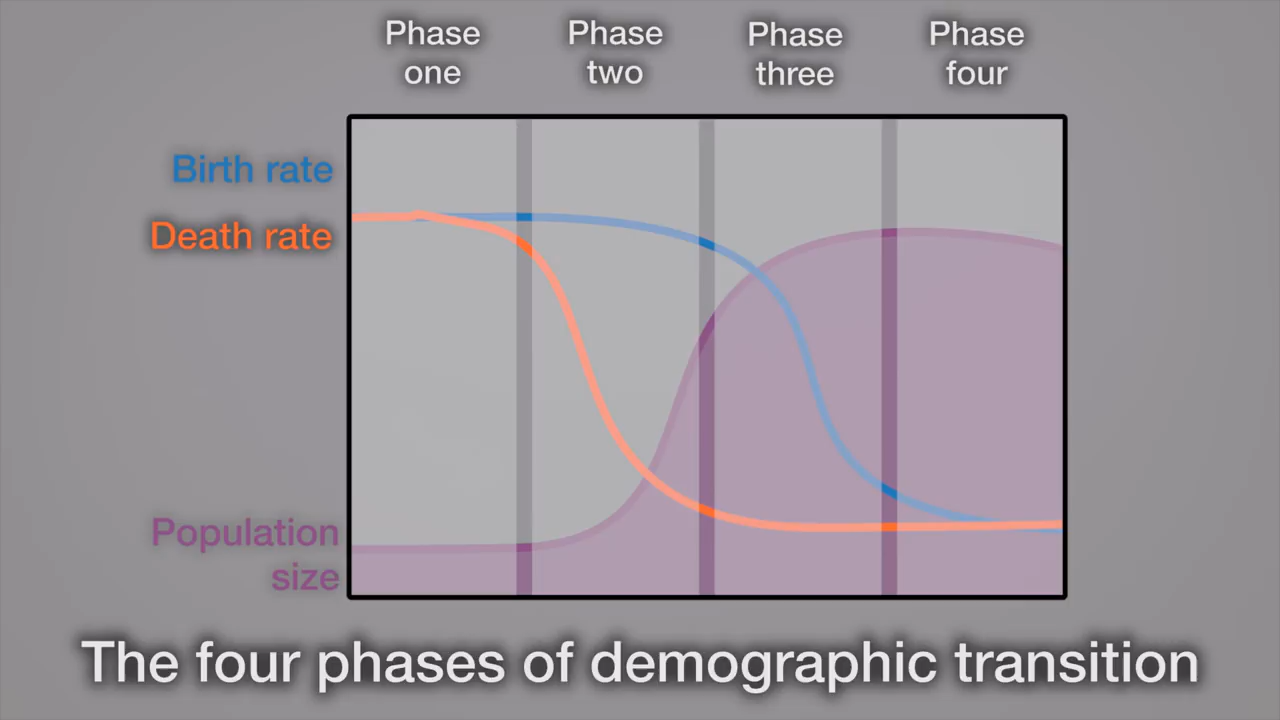 Phase
one
Phase
two
Phase
three
Phase
four
Birth rate
Death rate
Population
size
The four phases of demographic transition